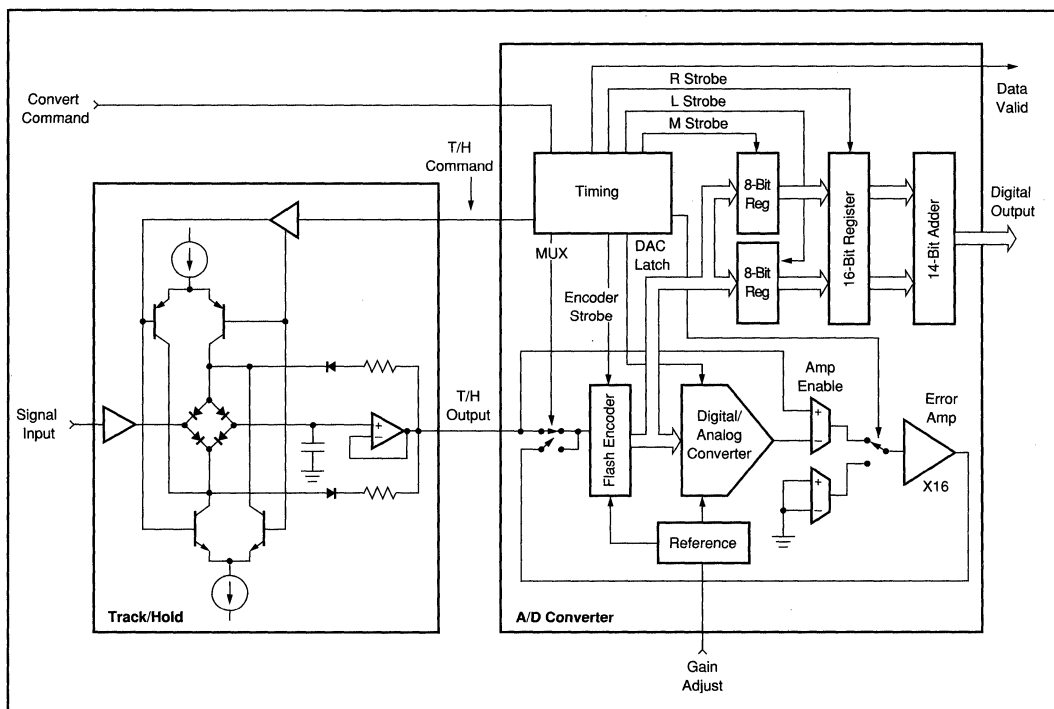 R Strobe
L Strobe
M Strobe
Data
Valid
Convert
Command
T/H
Command
Timing
8-Bit
Reg
8-Bit
Reg
16-Bit Register
14-Bit Adder
Digital
Output
MUX
DAC
Latch
Encoder
Strobe
Signal
Input
+
−
T/H
Output
Flash Encoder
Digital/
Analog
Converter
Amp
Enable
+
−
+
−
Error
Amp
X16
Reference
Track/Hold
A/D Converter
Gain
Adjust